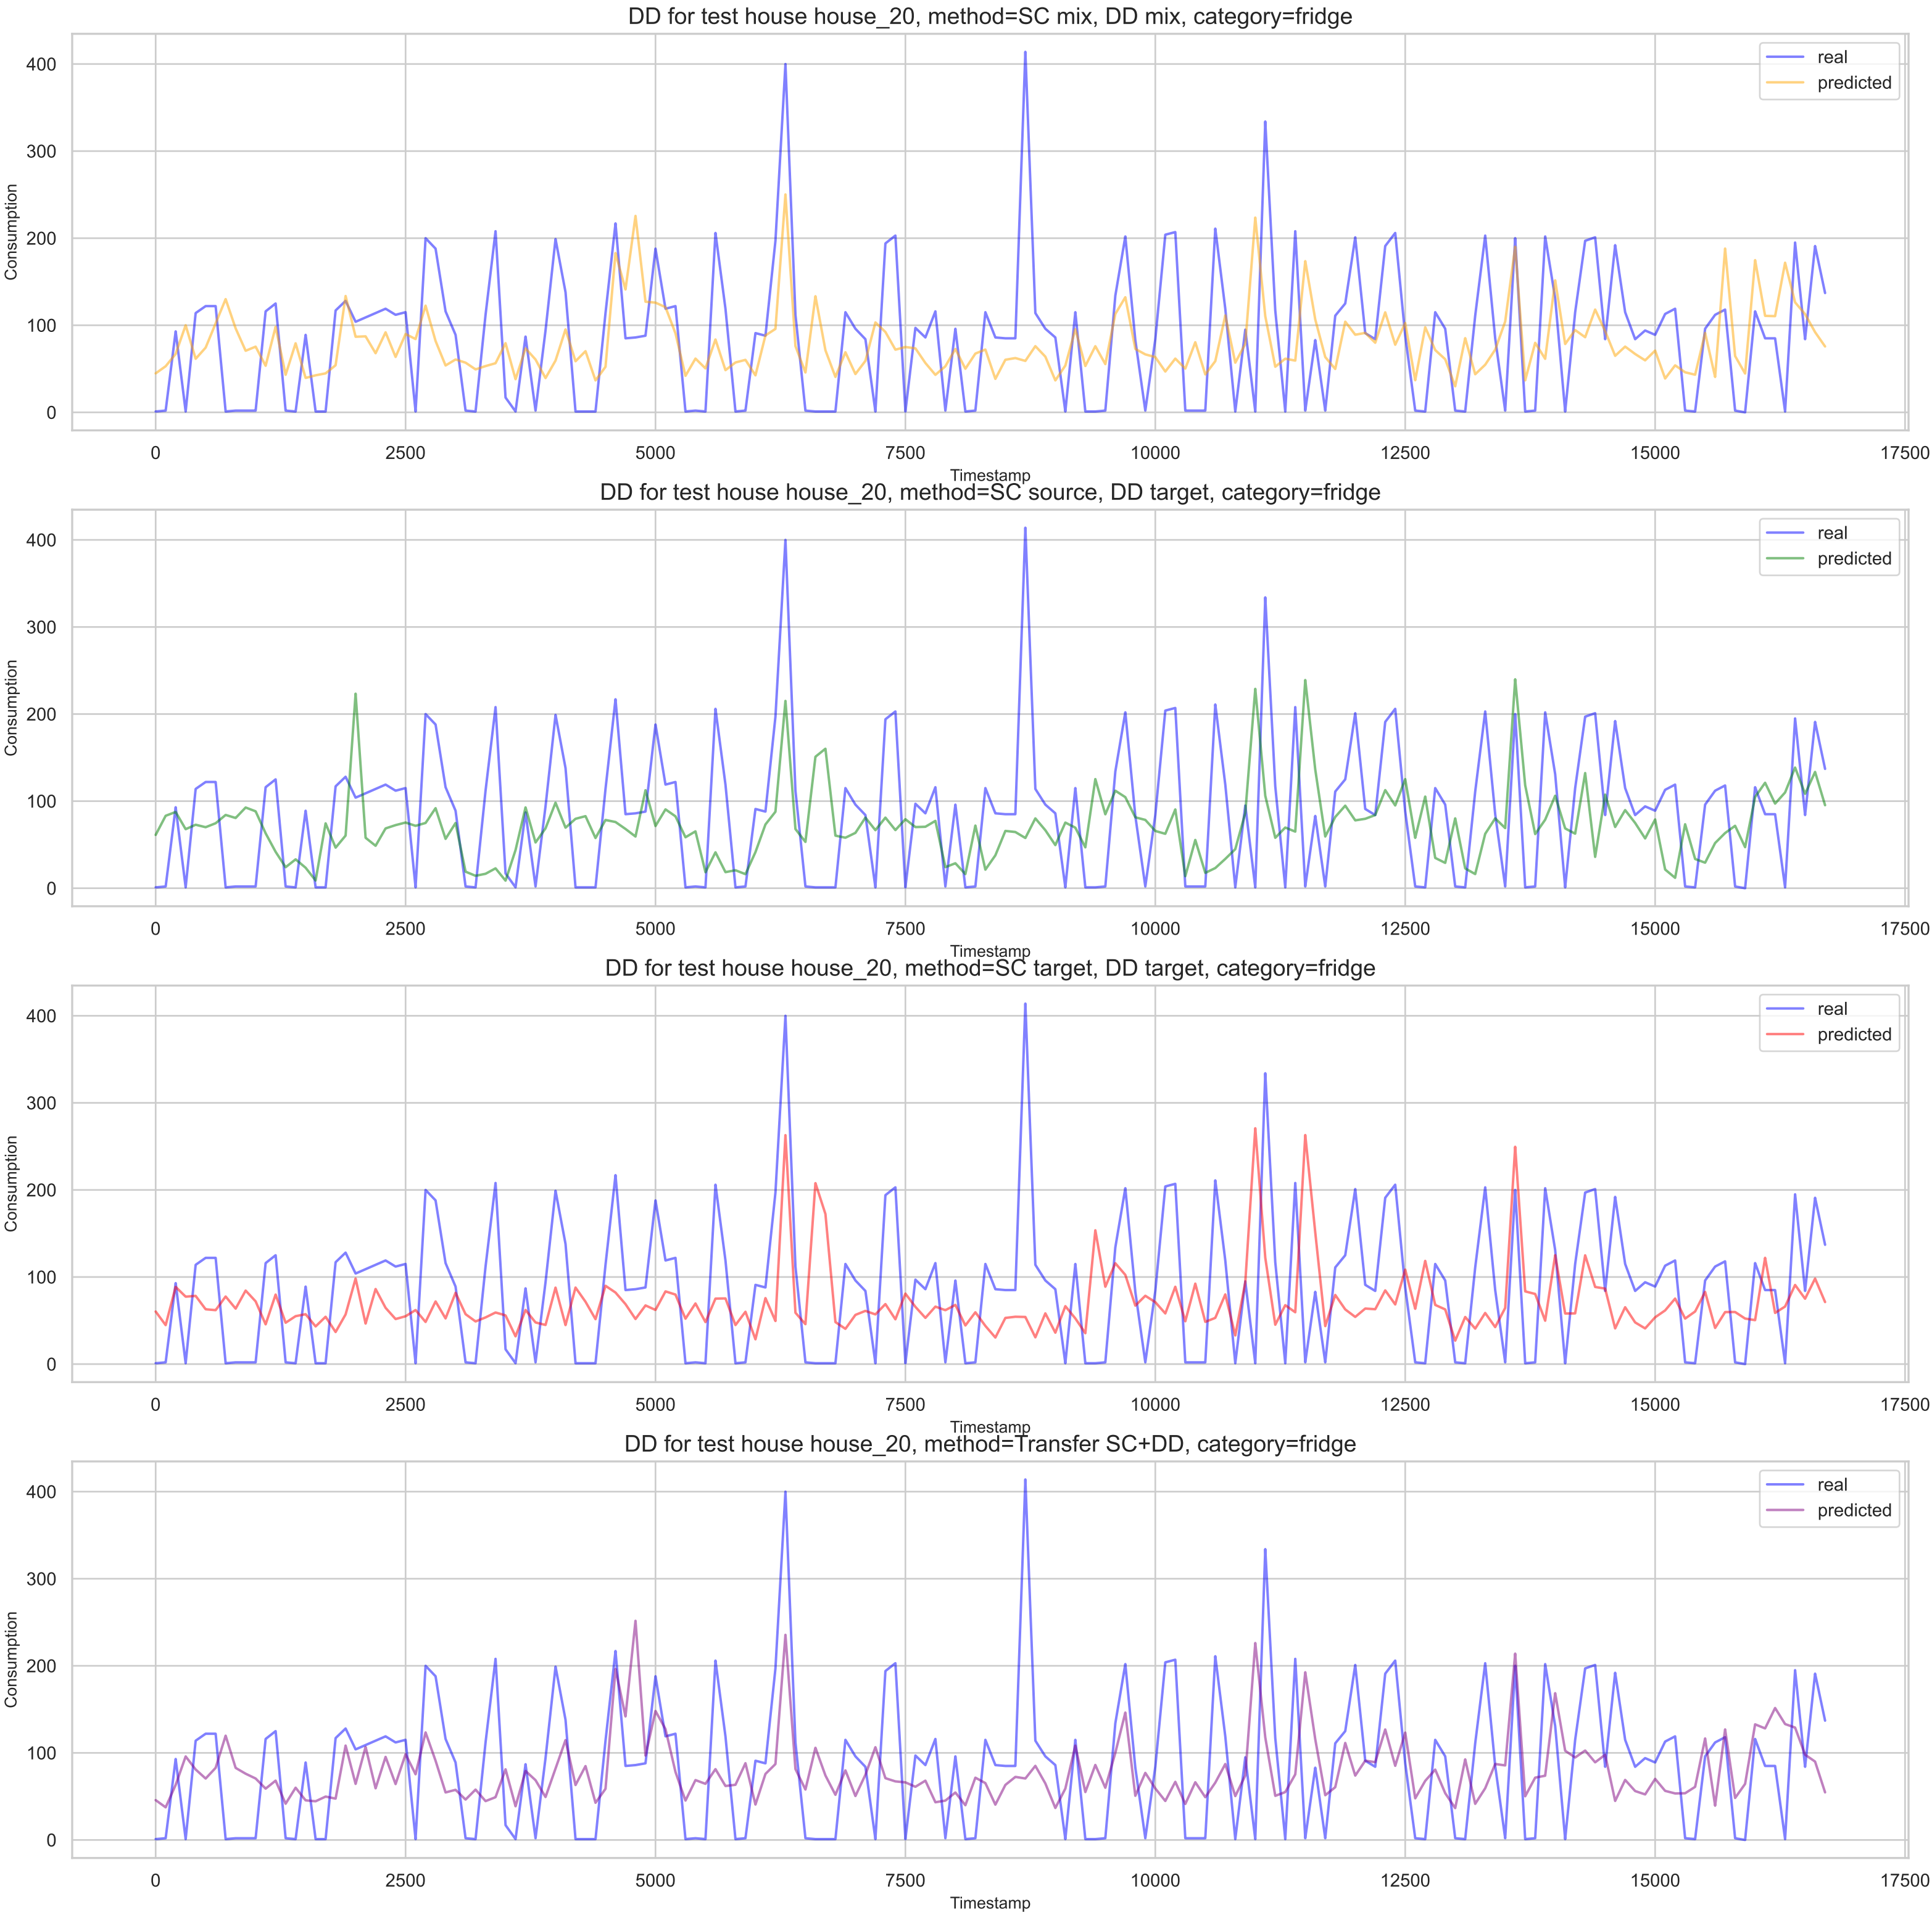 DD for test house house_20, method=SC mix, DD mix, category=fridge
real
predicted
Consumption
400
300
200
100
0
0 2500 5000 7500 10000 12500 15000 17500
Timestamp
DD for test house house_20, method=SC source, DD target, category=fridge
real
predicted
Consumption
400
300
200
100
0
0 2500 5000 7500 10000 12500 15000 17500
Timestamp
DD for test house house_20, method=SC target, DD target, category=fridge
real
predicted
Consumption
400
300
200
100
0
0 2500 5000 7500 10000 12500 15000 17500
Timestamp
DD for test house house_20, method=Transfer SC+DD, category=fridge
real
predicted
Consumption
400
300
200
100
0
0 2500 5000 7500 10000 12500 15000 17500
Timestamp